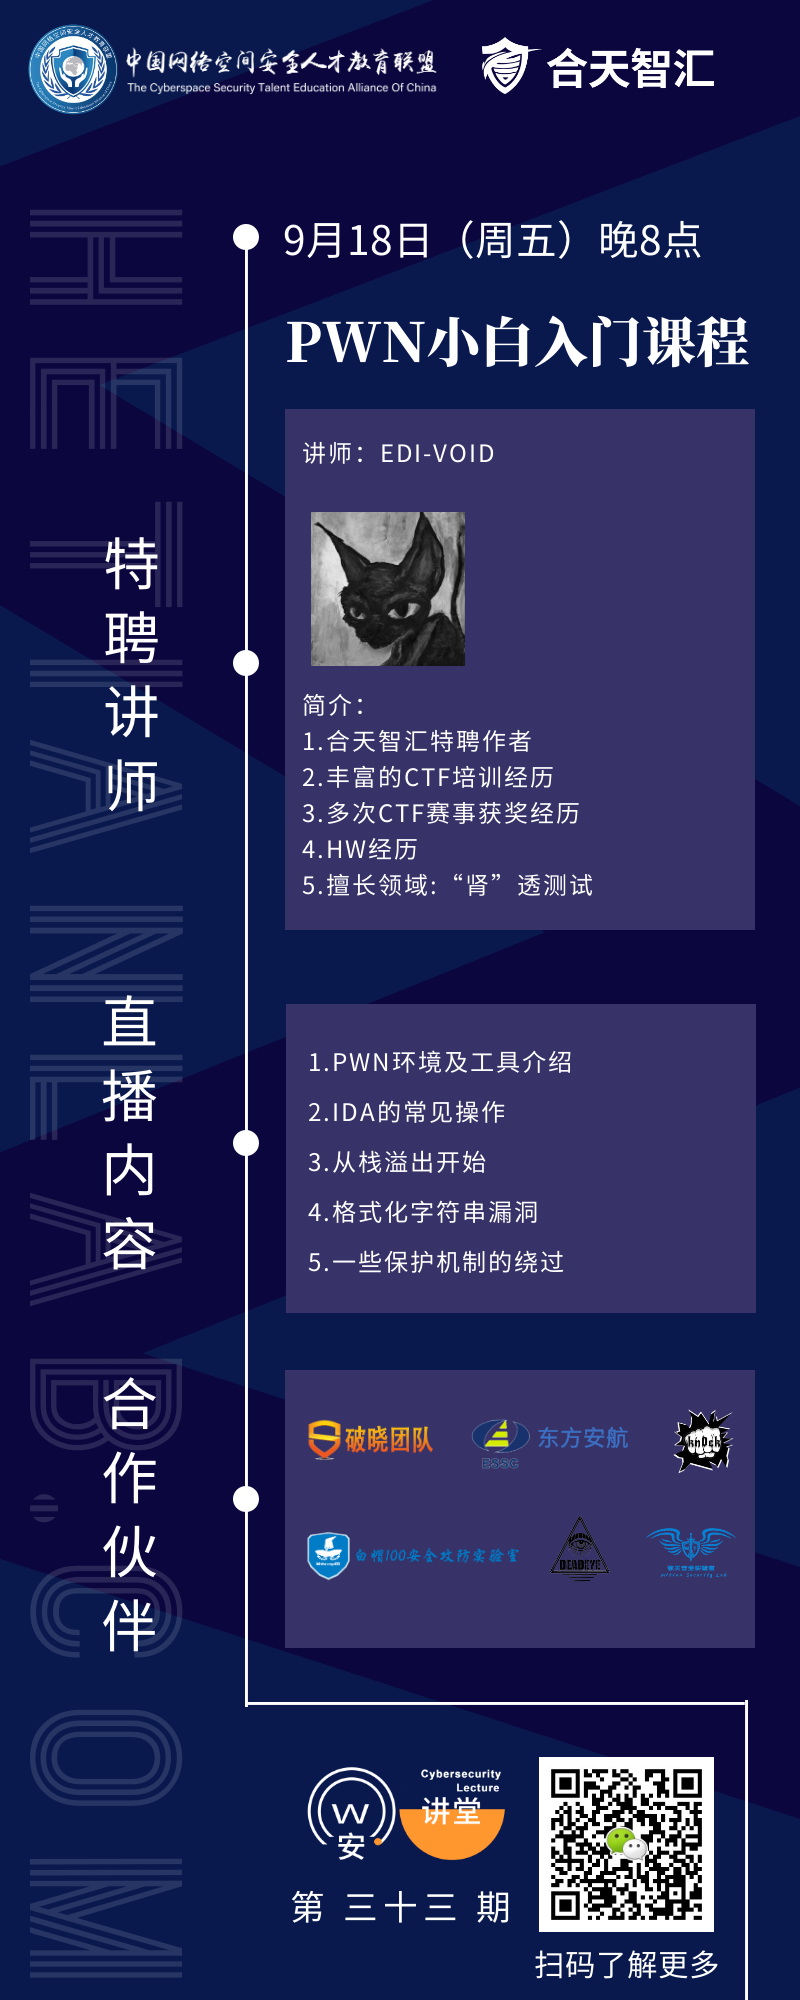 中国网络空间安全人才教育联盟
The Cyberspace Security Talent Education Alliance Of China
合天智汇
HETIANLAB.COM
9月18日（周五）晚8点
PWN小白入门课程
特聘讲师
讲师：EDI-VOID
简介：
1.合天智汇特聘作者
2.丰富的CTF培训经历
3.多次CTF赛事获奖经历
4.HW经历
5.擅长领域:“肾”透测试
直播内容
1.PWN环境及工具介绍
2.IDA的常见操作
3.从栈溢出开始
4.格式化字符串漏洞
5.一些保护机制的绕过
合作伙伴
破晓团队
ESSC
东方安航
knOck
白帽100安全攻防实验室
DEADEYE
Cybersecurity
Lecture
W
安
讲堂
第 三十三 期
扫码了解更多